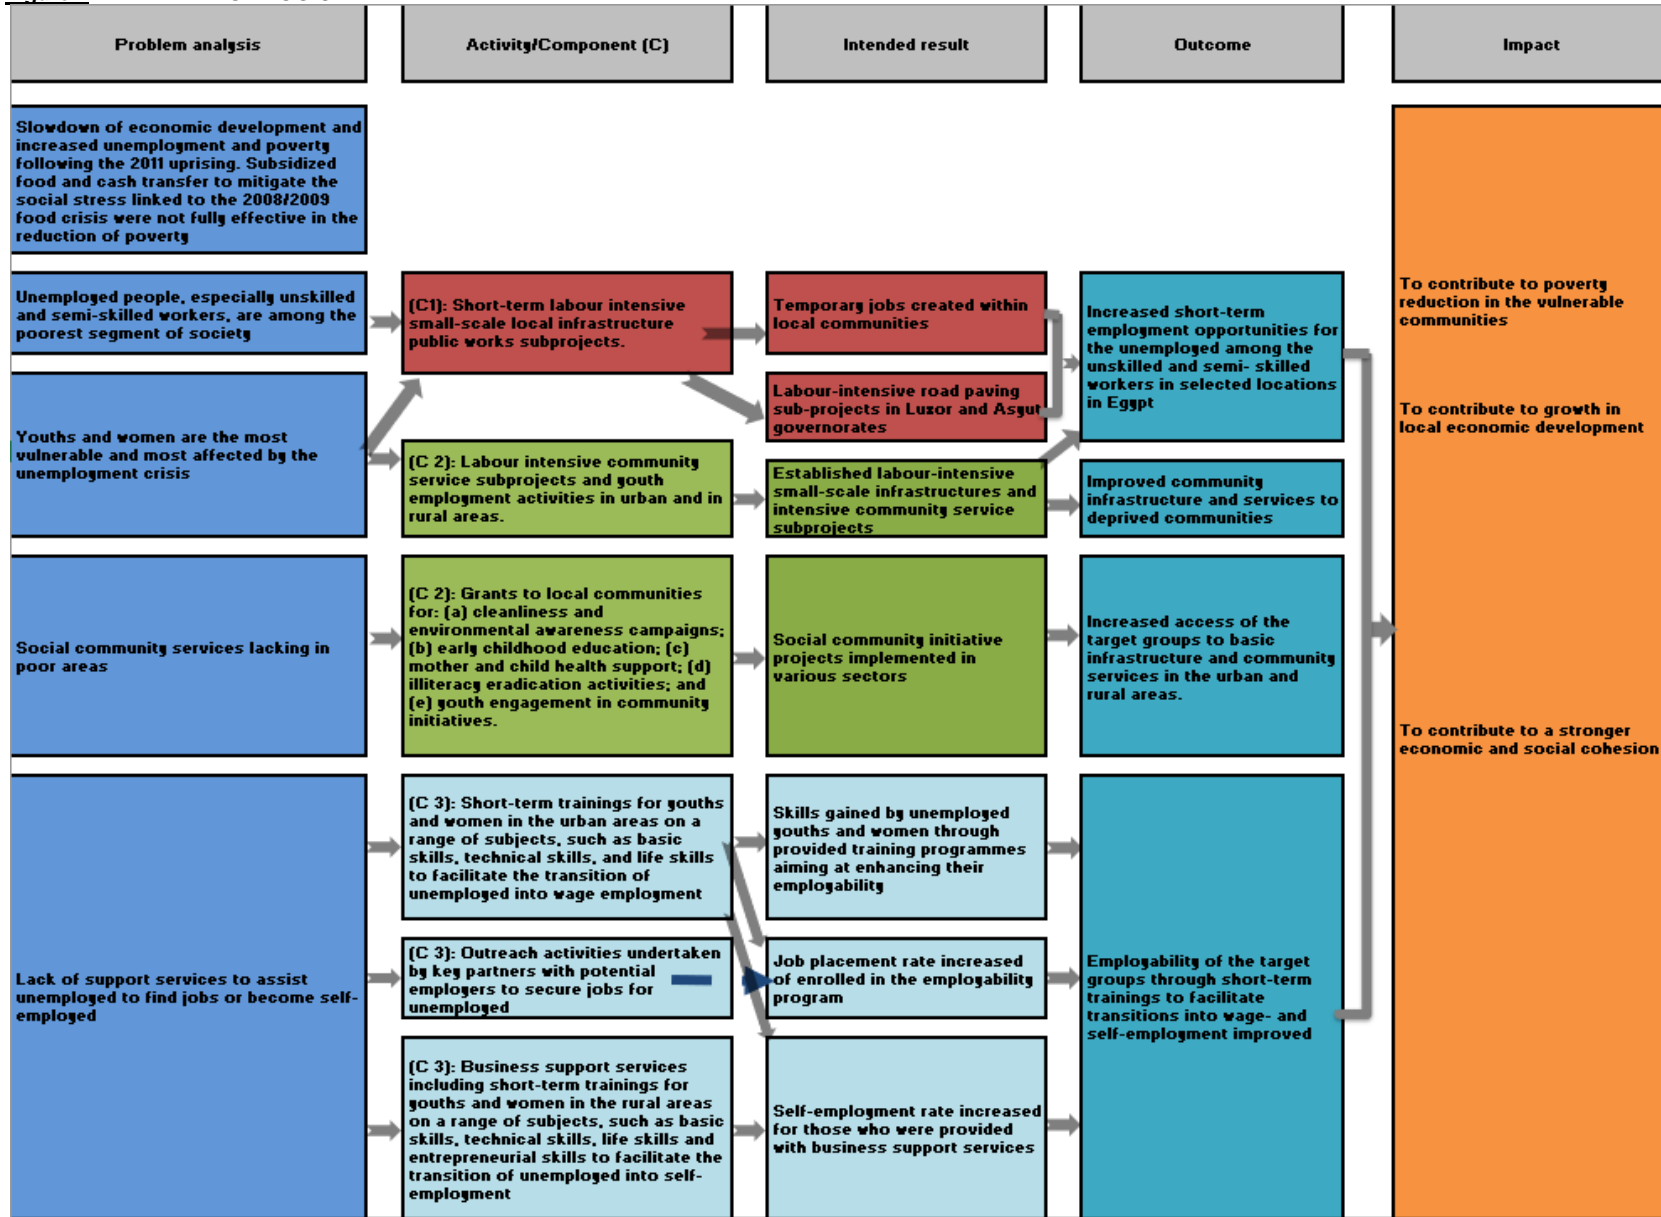 Problem analysis
Activity/Component (C)
Intended result
Outcome
Impact
Slowdown of economic development and
increased unemployment and poverty
following the 2011 uprising. Subsidized
food and cash transfer to mitigate the
social stress linked to the 2008/2009
food crisis were not fully effective in the
reduction of poverty
Unemployed people, especially unskilled
and semi-skilled workers, are among the
poorest segment of society
(C1): Short-term labour intensive
small-scale local infrastructure
public works subprojects.
Temporary jobs created within
local communities
Labour-intensive road paving
sub-projects in Luxor and Asyut
governorates
Increased short-term
employment opportunities for
the unemployed among the
unskilled and semi- skilled
workers in selected locations
in Egypt
Youths and women are the most
vulnerable and most affected by the
unemployment crisis
(C 2): Labour intensive community
service subprojects and youth
employment activities in urban and in
rural areas.
Established labour-intensive
small-scale infrastructures and
intensive community service
subprojects
Improved community
infrastructure and services to
deprived communities
Social community services lacking in
poor areas
(C 2): Grants to local communities
for: (a) cleanliness and
environmental awareness campaigns;
(b) early childhood education; (c)
mother and child health support; (d)
illiteracy eradication activities; and
(e) youth engagement in community
initiatives.
Social community initiative
projects implemented in
various sectors
Increased access of the
target groups to basic
infrastructure and community
services in the urban and
rural areas.
Lack of support services to assist
unemployed to find jobs or become self-
employed
(C 3): Short-term trainings for youths
and women in the urban areas on a
range of subjects, such as basic
skills, technical skills, and life skills
to facilitate the transition of
unemployed into wage employment
Skills gained by unemployed
youths and women through
provided training programmes
aiming at enhancing their
employability
(C 3): Outreach activities undertaken
by key partners with potential
employers to secure jobs for
unemployed
Job placement rate increased
of enrolled in the employability
program
(C 3): Business support services
including short-term trainings for
youths and women in the rural areas
on a range of subjects, such as basic
skills, technical skills, life skills and
entrepreneurial skills to facilitate the
transition of unemployed into self-
employment
Self-employment rate increased
for those who were provided
with business support services
Employability of the target
groups through short-term
trainings to facilitate
transitions into wage- and
self-employment improved
To contribute to poverty
reduction in the vulnerable
communities
To contribute to growth in
local economic development
To contribute to a stronger
economic and social cohesion